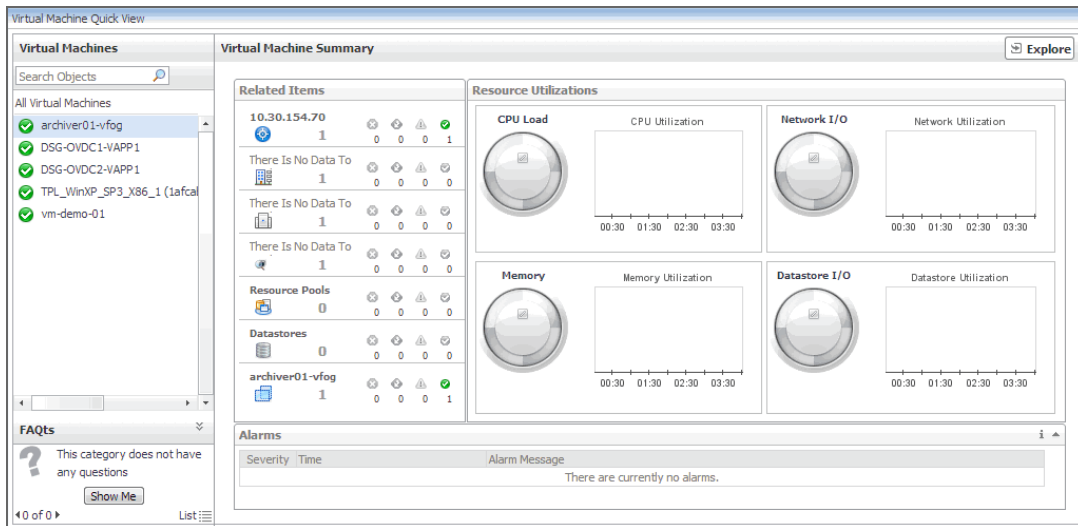 Virtual Machine Quick View
Virtual Machines
Search Objects
All Virtual Machines
archiver01-vfog
DSG-OVDC1-VAPP1
DSG-OVDC2-VAPP1
TPL_WinXP_SP3_X86_1 (1afcal
vm-demo-01
FAQts
This category does not have
any questions
Show Me
0 of 0
List
Virtual Machine Summary
Explore
Related Items
10.30.154.70
1 0 0 0 1
There Is No Data To
1 0 0 0 0
There Is No Data To
1 0 0 0 0
There Is No Data To
1 0 0 0 0
Resource Pools
0 0 0 0 0
Datastores
0 0 0 0 0
archiver01-vfog
1 0 0 0 1
Resource Utilizations
CPU Load
CPU Utilization
00:30 01:30 02:30 03:30
Network I/O
Network Utilization
00:30 01:30 02:30 03:30
Memory
Memory Utilization
00:30 01:30 02:30 03:30
Datastore I/O
Datastore Utilization
00:30 01:30 02:30 03:30
Alarms
i
Severity Time Alarm Message
There are currently no alarms.